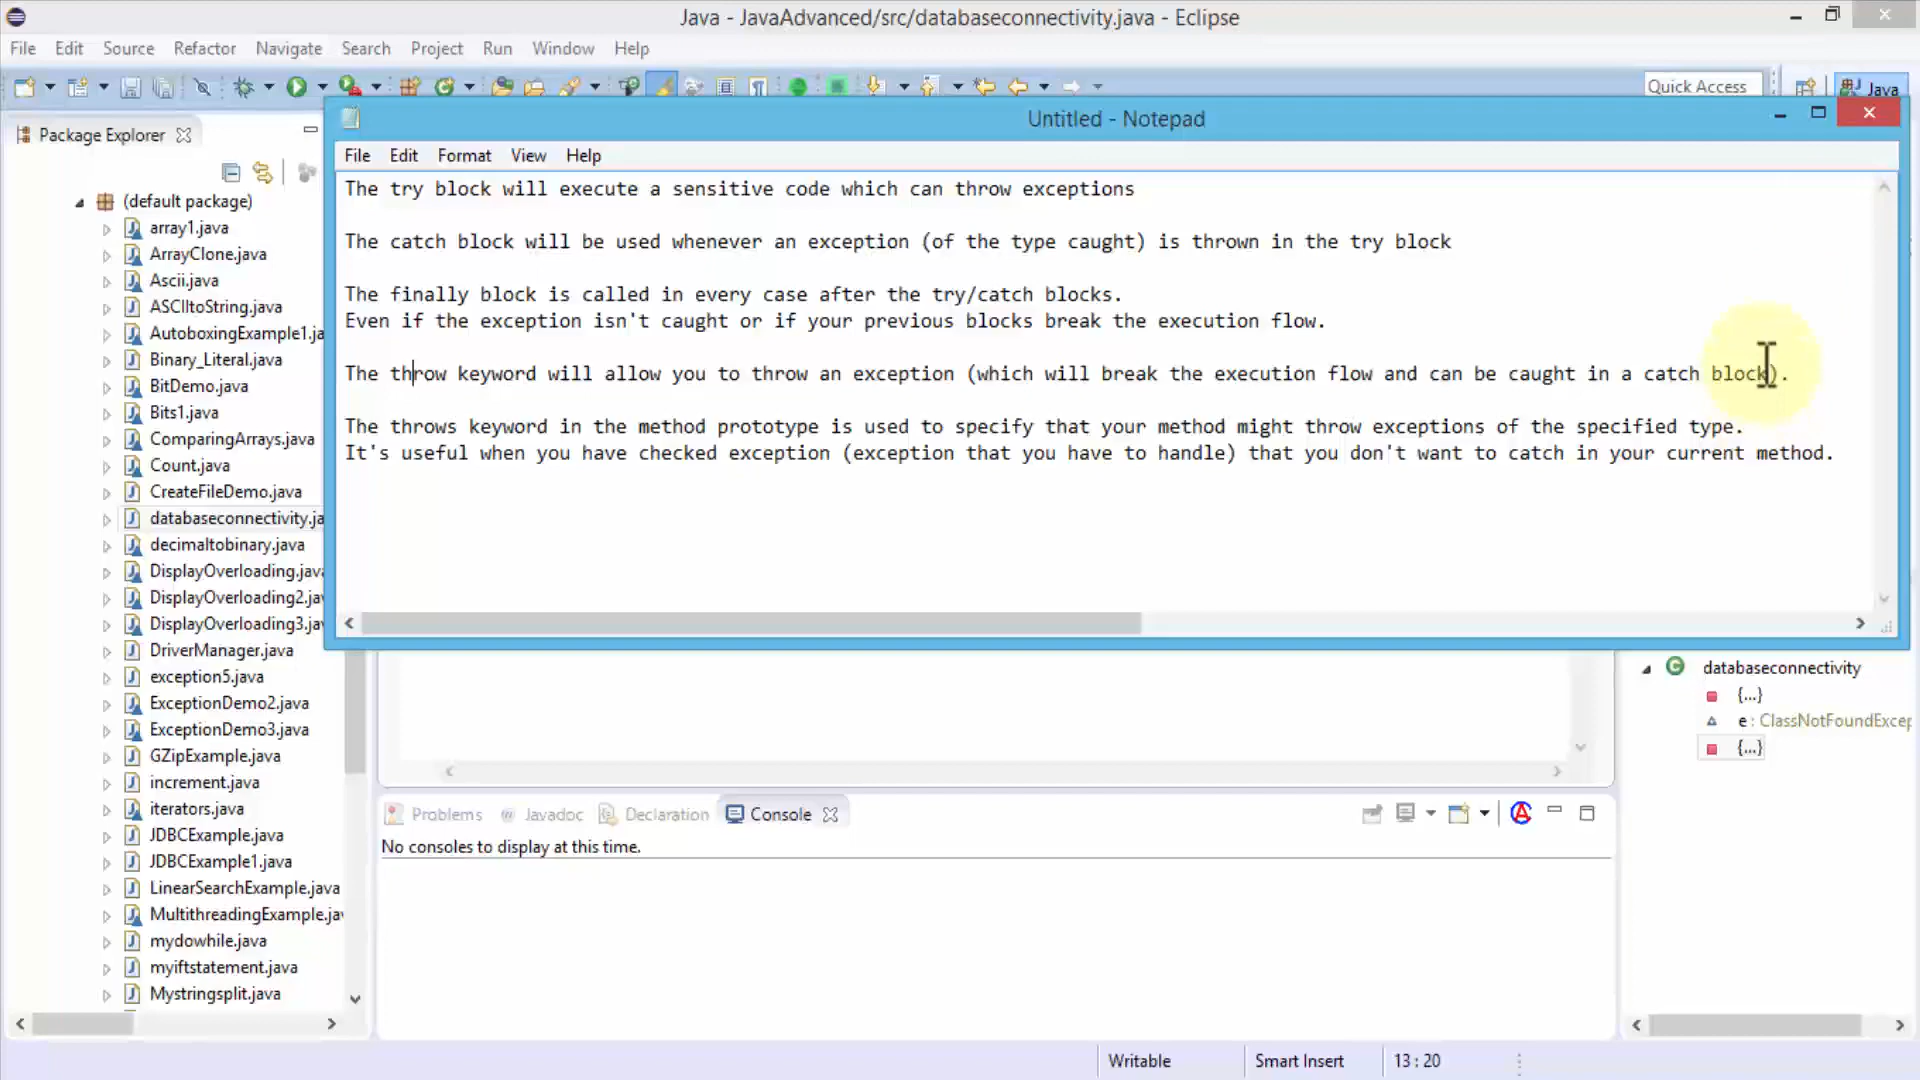 Java - JavaAdvanced/src/databaseconnectivity.java - Eclipse
File Edit Source Refactor Navigate Search Project Run Window Help
Quick Access
Java
Package Explorer
Untitled - Notepad
File Edit Format View Help
The try block will execute a sensitive code which can throw exceptions
The catch block will be used whenever an exception (of the type caught) is thrown in the try block
The finally block is called in every case after the try/catch blocks.
Even if the exception isn't caught or if your previous blocks break the execution flow.
The throw keyword will allow you to throw an exception (which will break the execution flow and can be caught in a catch block).
The throws keyword in the method prototype is used to specify that your method might throw exceptions of the specified type.
It's useful when you have checked exception (exception that you have to handle) that you don't want to catch in your current method.
(default package)
array1.java
ArrayClone.java
Ascii.java
ASCIItoString.java
AutoboxingExample1.ja
Binary_Literal.java
BitDemo.java
Bits1.java
ComparingArrays.java
Count.java
CreateFileDemo.java
databaseconnectivity.ja
decimaltobinary.java
DisplayOverloading.java
DisplayOverloading2.jav
DisplayOverloading3.jav
DriverManager.java
exception5.java
ExceptionDemo2.java
ExceptionDemo3.java
GZipExample.java
increment.java
iterators.java
JDBCExample.java
JDBCExample1.java
LinearSearchExample.java
MultithreadingExample.jav
mydowhile.java
myiftstatement.java
Mystringsplit.java
databaseconnectivity
{...}
e : ClassNotFoundExcep
{...}
Problems Javadoc Declaration Console
No consoles to display at this time.
Writable Smart Insert 13 : 20